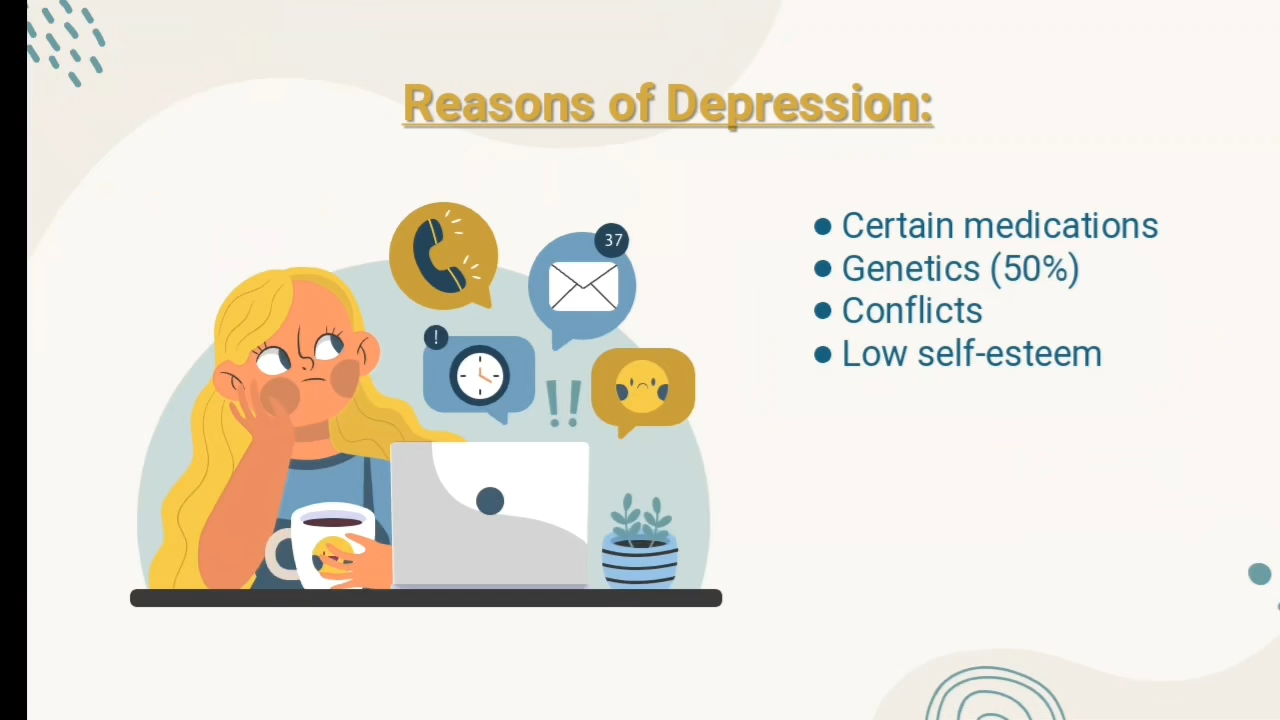 Reasons of Depression:
37
!
!!
● Certain medications
● Genetics (50%)
● Conflicts
● Low self-esteem